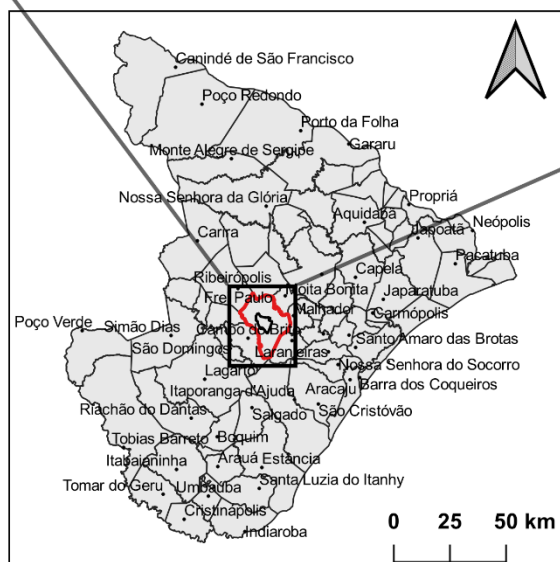 Canindé de São Francisco
Poço Redondo
Porto da Folha
Gararu
Monte Alegre de Sergipe
Nossa Senhora da Glória
Propriá
Aquidabã
Neópolis
Japoatã
Carira
Pacatuba
Ribeirópolis
Capela
Moita Bonita
Frei Paulo
Japaratuba
Malhador
Carmópolis
Poço Verde
Simão Dias
Campo do Brito
Santo Amaro das Brotas
São Domingos
Laranjeiras
Nossa Senhora do Socorro
Lagarto
Barra dos Coqueiros
Itaporanga d'Ajuda
Aracaju
Riachão do Dantas
Salgado
São Cristóvão
Tobias Barreto
Boquim
Itabaianinha
Arauá
Estância
Tomar do Geru
Umbaúba
Santa Luzia do Itanhy
Cristinápolis
Indiaroba
0 25 50 km